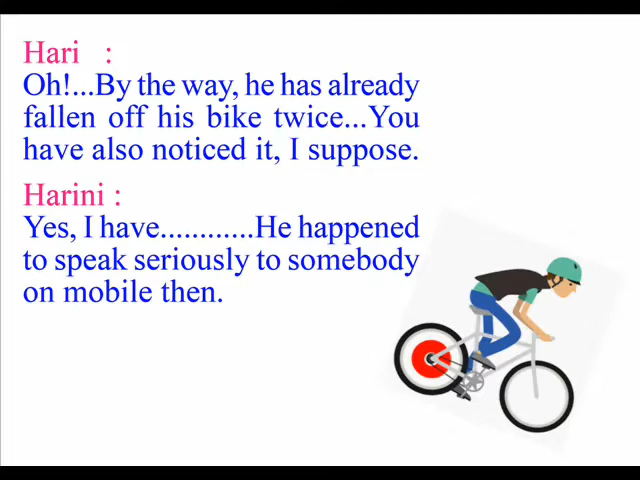 Hari :
Oh!...By the way, he has already
fallen off his bike twice...You
have also noticed it, I suppose.
Harini :
Yes, I have............He happened
to speak seriously to somebody
on mobile then.